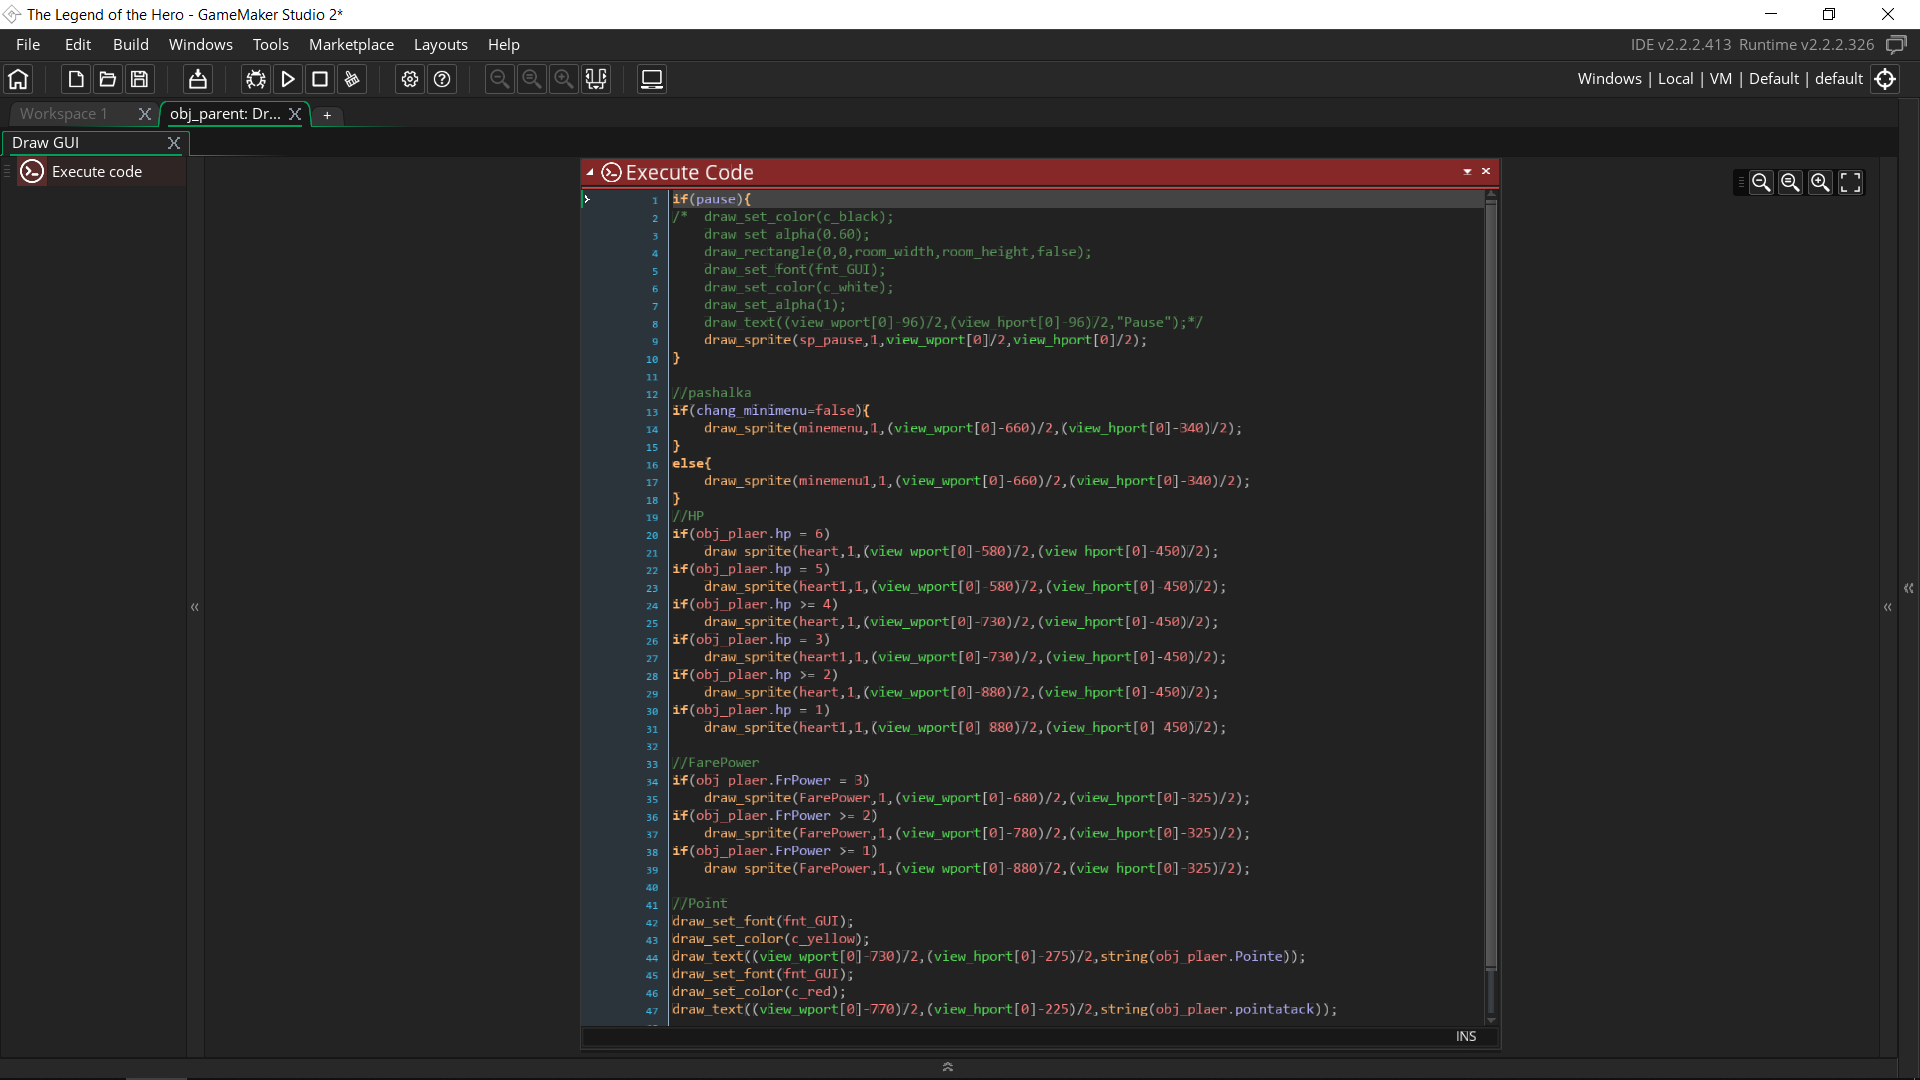 The Legend of the Hero - GameMaker Studio 2*
File Edit Build Windows Tools Marketplace Layouts Help
IDE v2.2.2.413 Runtime v2.2.2.326
Windows | Local | VM | Default | default
Workspace 1 X obj_parent: Dr... X +
Draw GUI X
Execute code
Execute Code
1 if(pause){
2 /* draw_set_color(c_black);
3 draw_set_alpha(0.60);
4 draw_rectangle(0,0,room_width,room_height,false);
5 draw_set_font(fnt_GUI);
6 draw_set_color(c_white);
7 draw_set_alpha(1);
8 draw_text((view_wport[0]-96)/2,(view_hport[0]-96)/2,"Pause");*/
9 draw_sprite(sp_pause,1,view_wport[0]/2,view_hport[0]/2);
10 }
11
12 //pashalka
13 if(chang_minimenu=false){
14 draw_sprite(minemenu,1,(view_wport[0]-660)/2,(view_hport[0]-340)/2);
15 }
16 else{
17 draw_sprite(minemenu1,1,(view_wport[0]-660)/2,(view_hport[0]-340)/2);
18 }
19 //HP
20 if(obj_plaer.hp = 6)
21 draw_sprite(heart,1,(view_wport[0]-580)/2,(view_hport[0]-450)/2);
22 if(obj_plaer.hp = 5)
23 draw_sprite(heart1,1,(view_wport[0]-580)/2,(view_hport[0]-450)/2);
24 if(obj_plaer.hp >= 4)
25 draw_sprite(heart,1,(view_wport[0]-730)/2,(view_hport[0]-450)/2);
26 if(obj_plaer.hp = 3)
27 draw_sprite(heart1,1,(view_wport[0]-730)/2,(view_hport[0]-450)/2);
28 if(obj_plaer.hp >= 2)
29 draw_sprite(heart,1,(view_wport[0]-880)/2,(view_hport[0]-450)/2);
30 if(obj_plaer.hp = 1)
31 draw_sprite(heart1,1,(view_wport[0]-880)/2,(view_hport[0]-450)/2);
32
33 //FarePower
34 if(obj_plaer.FrPower = 3)
35 draw_sprite(FarePower,1,(view_wport[0]-680)/2,(view_hport[0]-325)/2);
36 if(obj_plaer.FrPower >= 2)
37 draw_sprite(FarePower,1,(view_wport[0]-780)/2,(view_hport[0]-325)/2);
38 if(obj_plaer.FrPower >= 1)
39 draw_sprite(FarePower,1,(view_wport[0]-880)/2,(view_hport[0]-325)/2);
40
41 //Point
42 draw_set_font(fnt_GUI);
43 draw_set_color(c_yellow);
44 draw_text((view_wport[0]-730)/2,(view_hport[0]-275)/2,string(obj_plaer.Pointe));
45 draw_set_font(fnt_GUI);
46 draw_set_color(c_red);
47 draw_text((view_wport[0]-770)/2,(view_hport[0]-225)/2,string(obj_plaer.pointatack));
INS